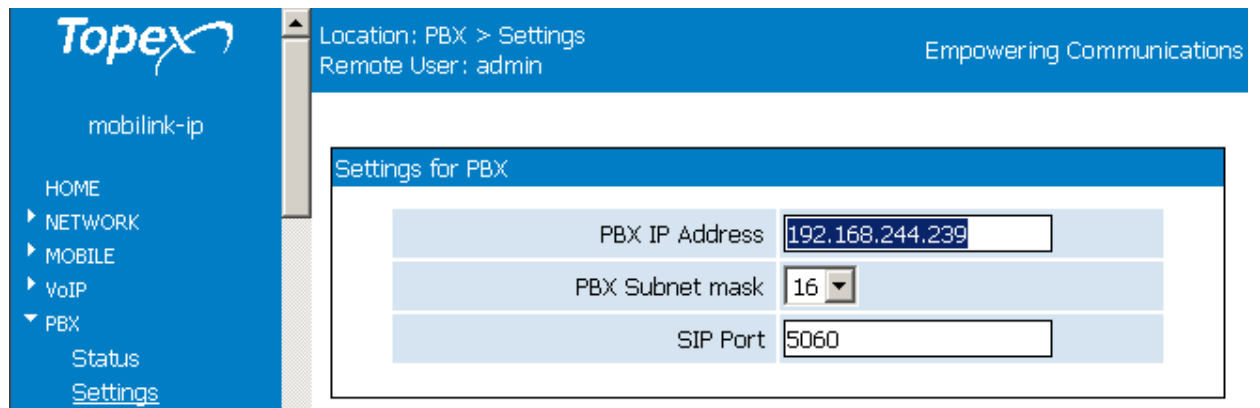 Topex
mobilink-ip
HOME
NETWORK
MOBILE
VoIP
PBX
Status
Settings
Location: PBX > Settings
Remote User: admin
Empowering Communications
Settings for PBX
PBX IP Address 192.168.244.239
PBX Subnet mask 16
SIP Port 5060